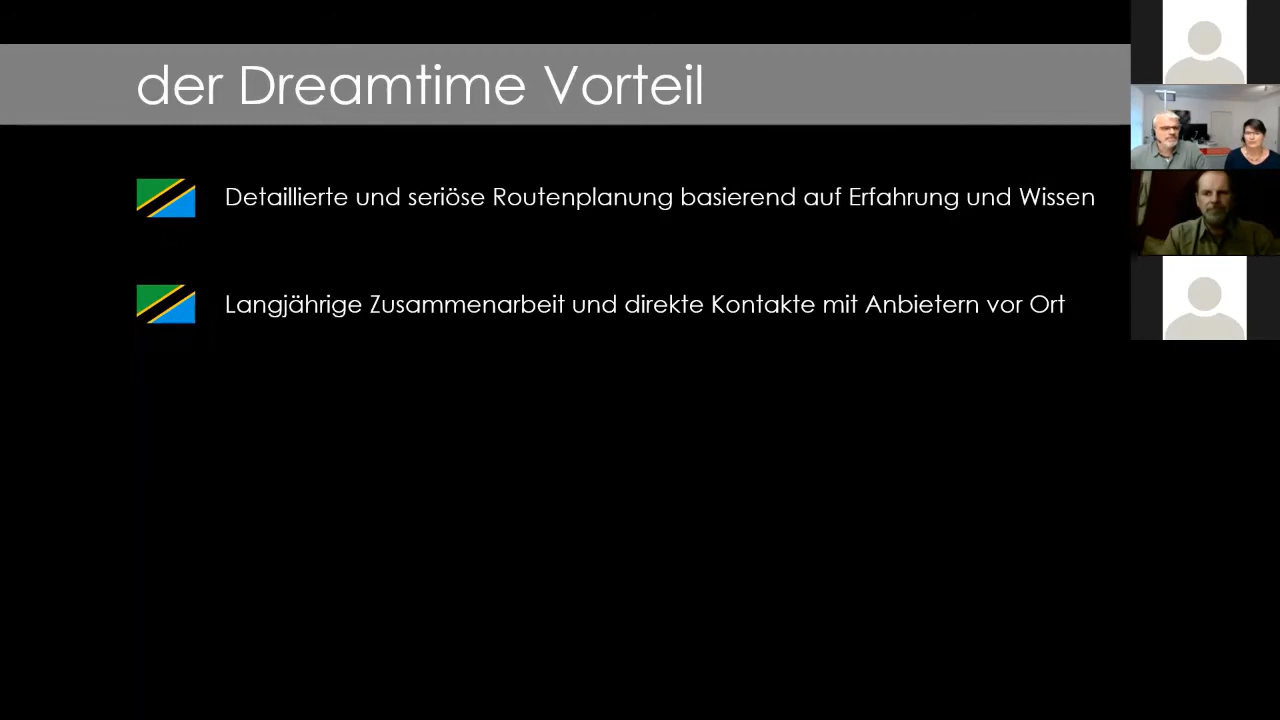 der Dreamtime Vorteil
Detaillierte und seriöse Routenplanung basierend auf Erfahrung und Wissen
Langjährige Zusammenarbeit und direkte Kontakte mit Anbietern vor Ort